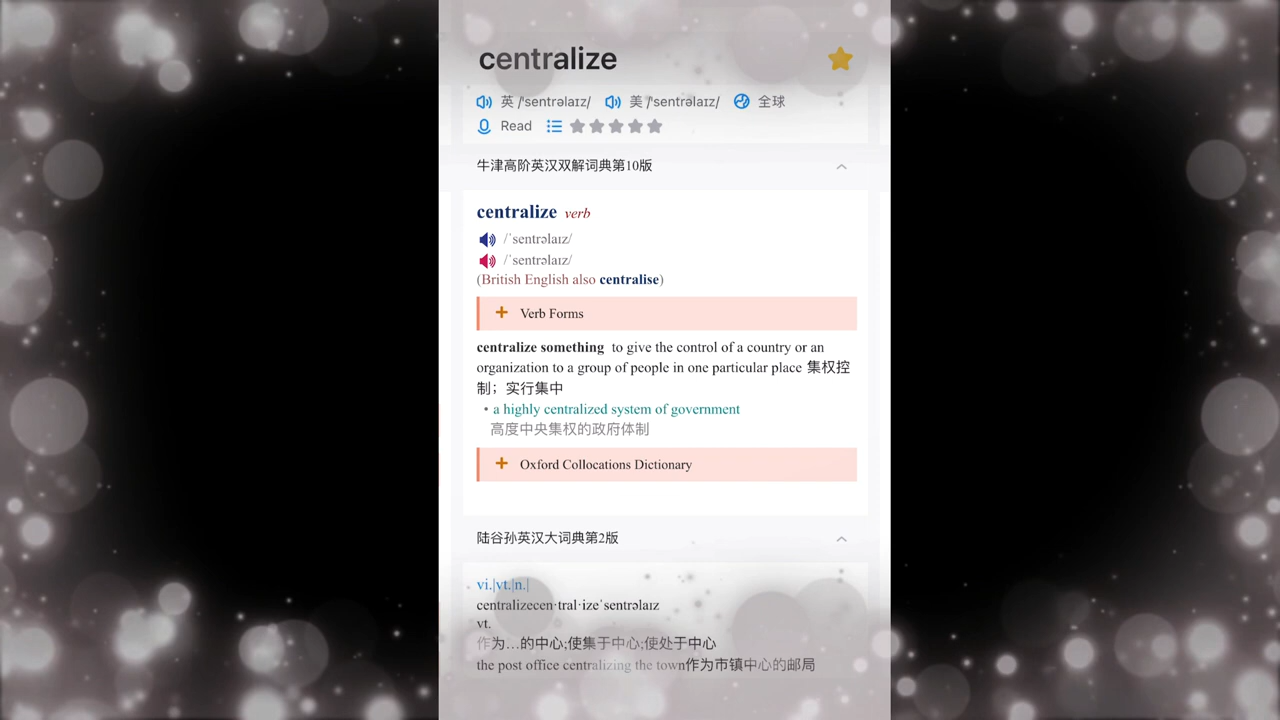 centralize
英 /'sentrəlaɪz/ 美 /'sentrəlaɪz/ 全球
Read
牛津高阶英汉双解词典第10版
centralize verb
/ˈsentrəlaɪz/
/ˈsentrəlaɪz/
(British English also centralise)
+ Verb Forms
centralize something to give the control of a country or an
organization to a group of people in one particular place 集权控
制；实行集中
• a highly centralized system of government
高度中央集权的政府体制
+ Oxford Collocations Dictionary
陆谷孙英汉大词典第2版
vi.|vt.|n.|
centralizecen·tral·izeˈsentrəlaɪz
vt.
作为…的中心;使集于中心;使处于中心
the post office centralizing the town作为市镇中心的邮局